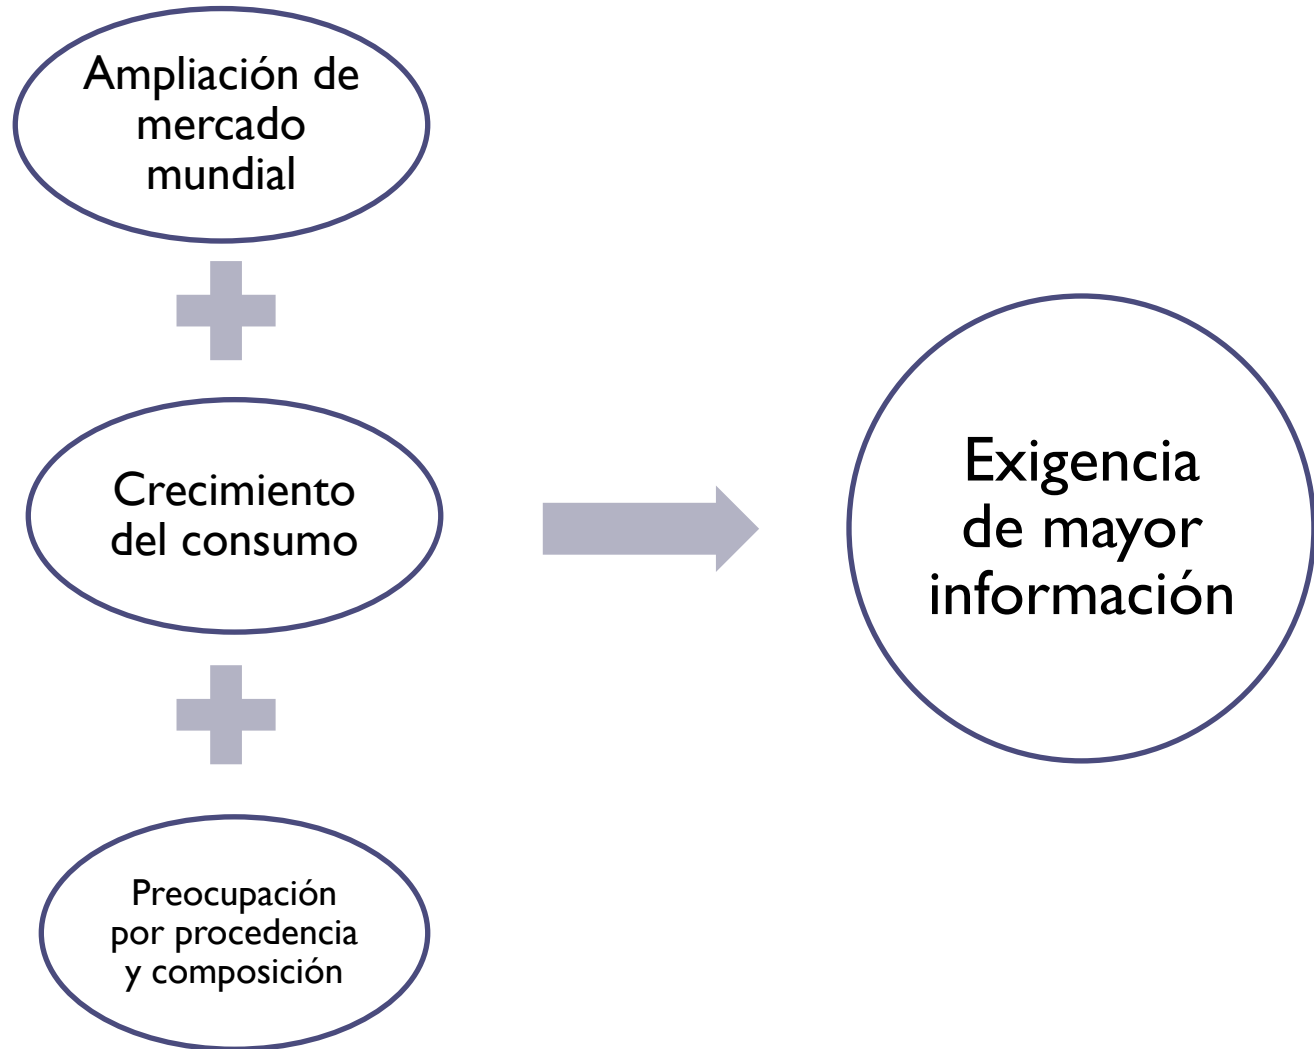 Ampliación de
mercado
mundial
Crecimiento
del consumo
Preocupación
por procedencia
y composición
Exigencia
de mayor
información